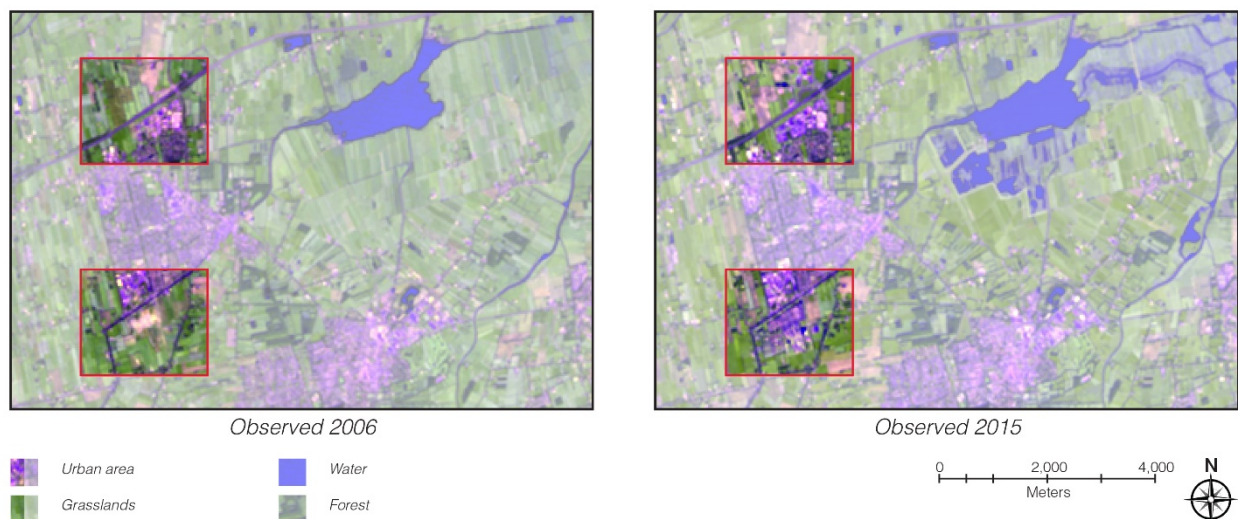 Observed 2006
Observed 2015
Urban area
Water
Grasslands
Forest
0 2,000 4,000
Meters
N